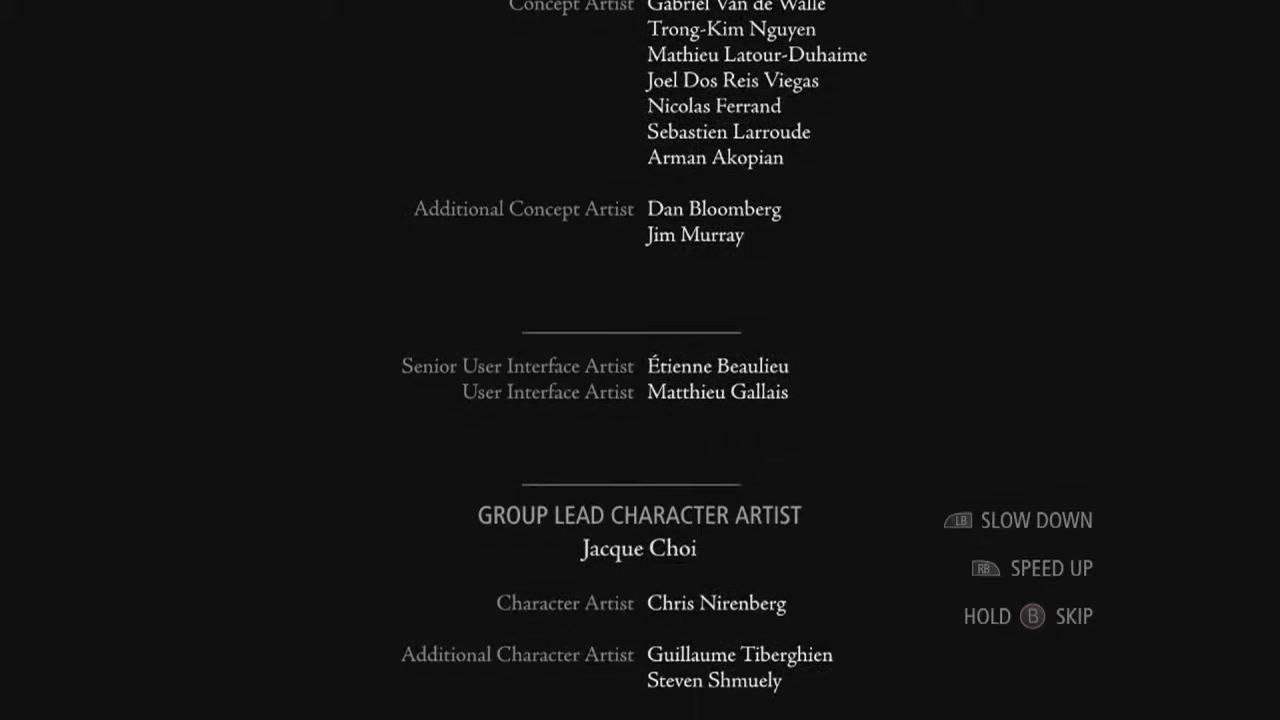 Concept Artist Gabriel Van de Walle
Trong-Kim Nguyen
Mathieu Latour-Duhaime
Joel Dos Reis Viegas
Nicolas Ferrand
Sebastien Larroude
Arman Akopian
Additional Concept Artist Dan Bloomberg
Jim Murray
Senior User Interface Artist Étienne Beaulieu
User Interface Artist Matthieu Gallais
GROUP LEAD CHARACTER ARTIST
Jacque Choi
LB SLOW DOWN
RB SPEED UP
Character Artist Chris Nirenberg
HOLD B SKIP
Additional Character Artist Guillaume Tiberghien
Steven Shmuely